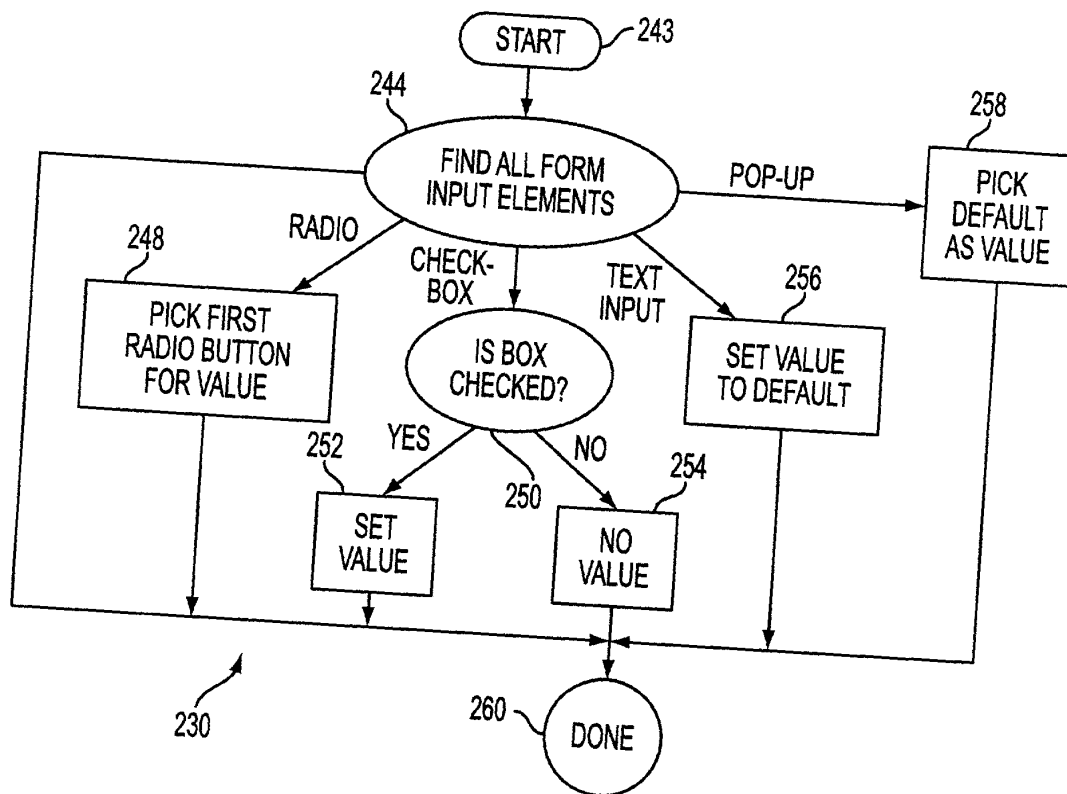 START
243
244
FIND ALL FORM
INPUT ELEMENTS
POP-UP
258
PICK
DEFAULT
AS VALUE
RADIO
CHECK-
BOX
TEXT
INPUT
248
PICK FIRST
RADIO BUTTON
FOR VALUE
IS BOX
CHECKED?
256
SET VALUE
TO DEFAULT
YES
NO
250
252
SET
VALUE
254
NO
VALUE
230
260
DONE